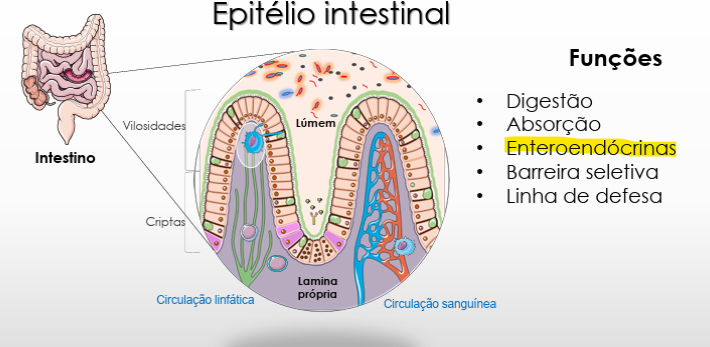 Epitélio intestinal
Intestino
Vilosidades
Criptas
Lúmem
Lamina
própria
Circulação linfática
Circulação sanguínea
Funções
• Digestão
• Absorção
• Enteroendócrinas
• Barreira seletiva
• Linha de defesa